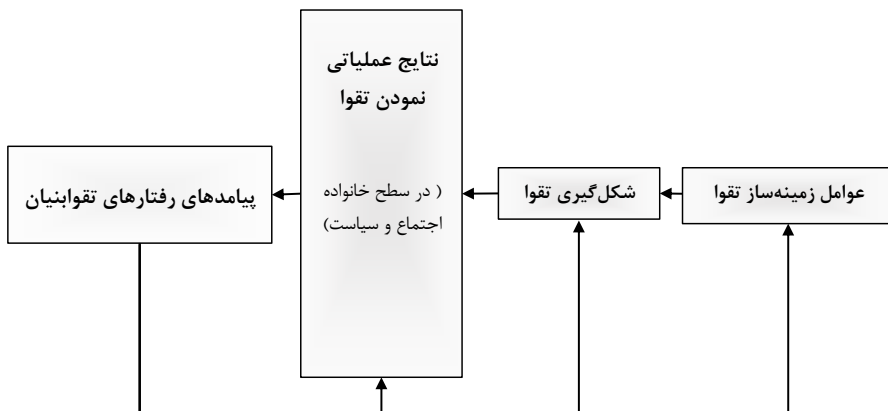 عوامل زمینه‌ساز تقوا
شکل‌گیری تقوا
نتایج عملیاتی
نمودن تقوا
( در سطح خانواده
اجتماع و سیاست)
پیامدهای رفتارهای تقوابنیان